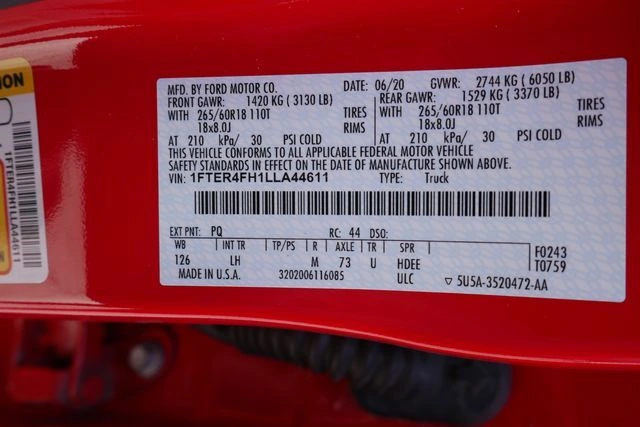 MFD. BY FORD MOTOR CO. DATE: 06/20 GVWR: 2744 KG (6050 LB)
FRONT GAWR: 1420 KG (3130 LB) REAR GAWR: 1529 KG (3370 LB)
WITH 265/60R18 110T TIRES WITH 265/60R18 110T TIRES
18x8.0J RIMS 18x8.0J RIMS
AT 210 kPa/ 30 PSI COLD AT 210 kPa/ 30 PSI COLD
THIS VEHICLE CONFORMS TO ALL APPLICABLE FEDERAL MOTOR VEHICLE
SAFETY STANDARDS IN EFFECT ON THE DATE OF MANUFACTURE SHOWN ABOVE.
VIN: 1FTER4FH1LLA44611 TYPE: Truck
EXT PNT: PQ RC: 44 DSO:
WB INT TR TP/PS R AXLE TR SPR F0243
126 LH M 73 U HDEE T0759
MADE IN U.S.A. 3202006116085 ULC 5U5A-3520472-AA
ION
1FTER4FH1LLA44611